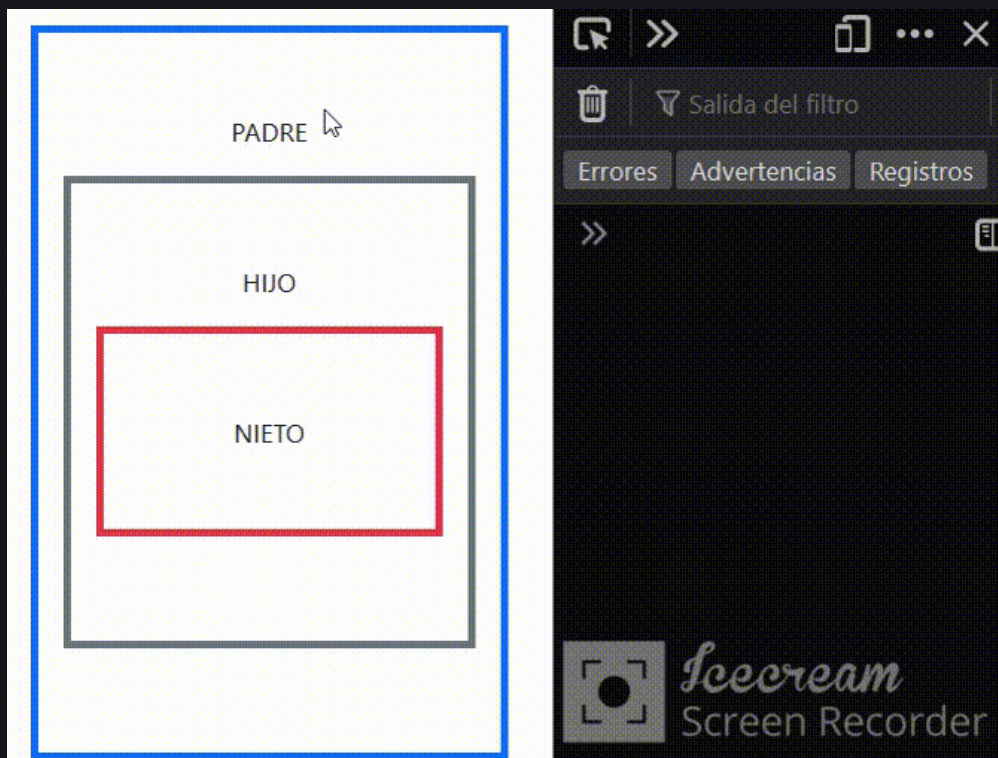 PADRE
HIJO
NIETO
Salida del filtro
Errores Advertencias Registros
Icecream
Screen Recorder